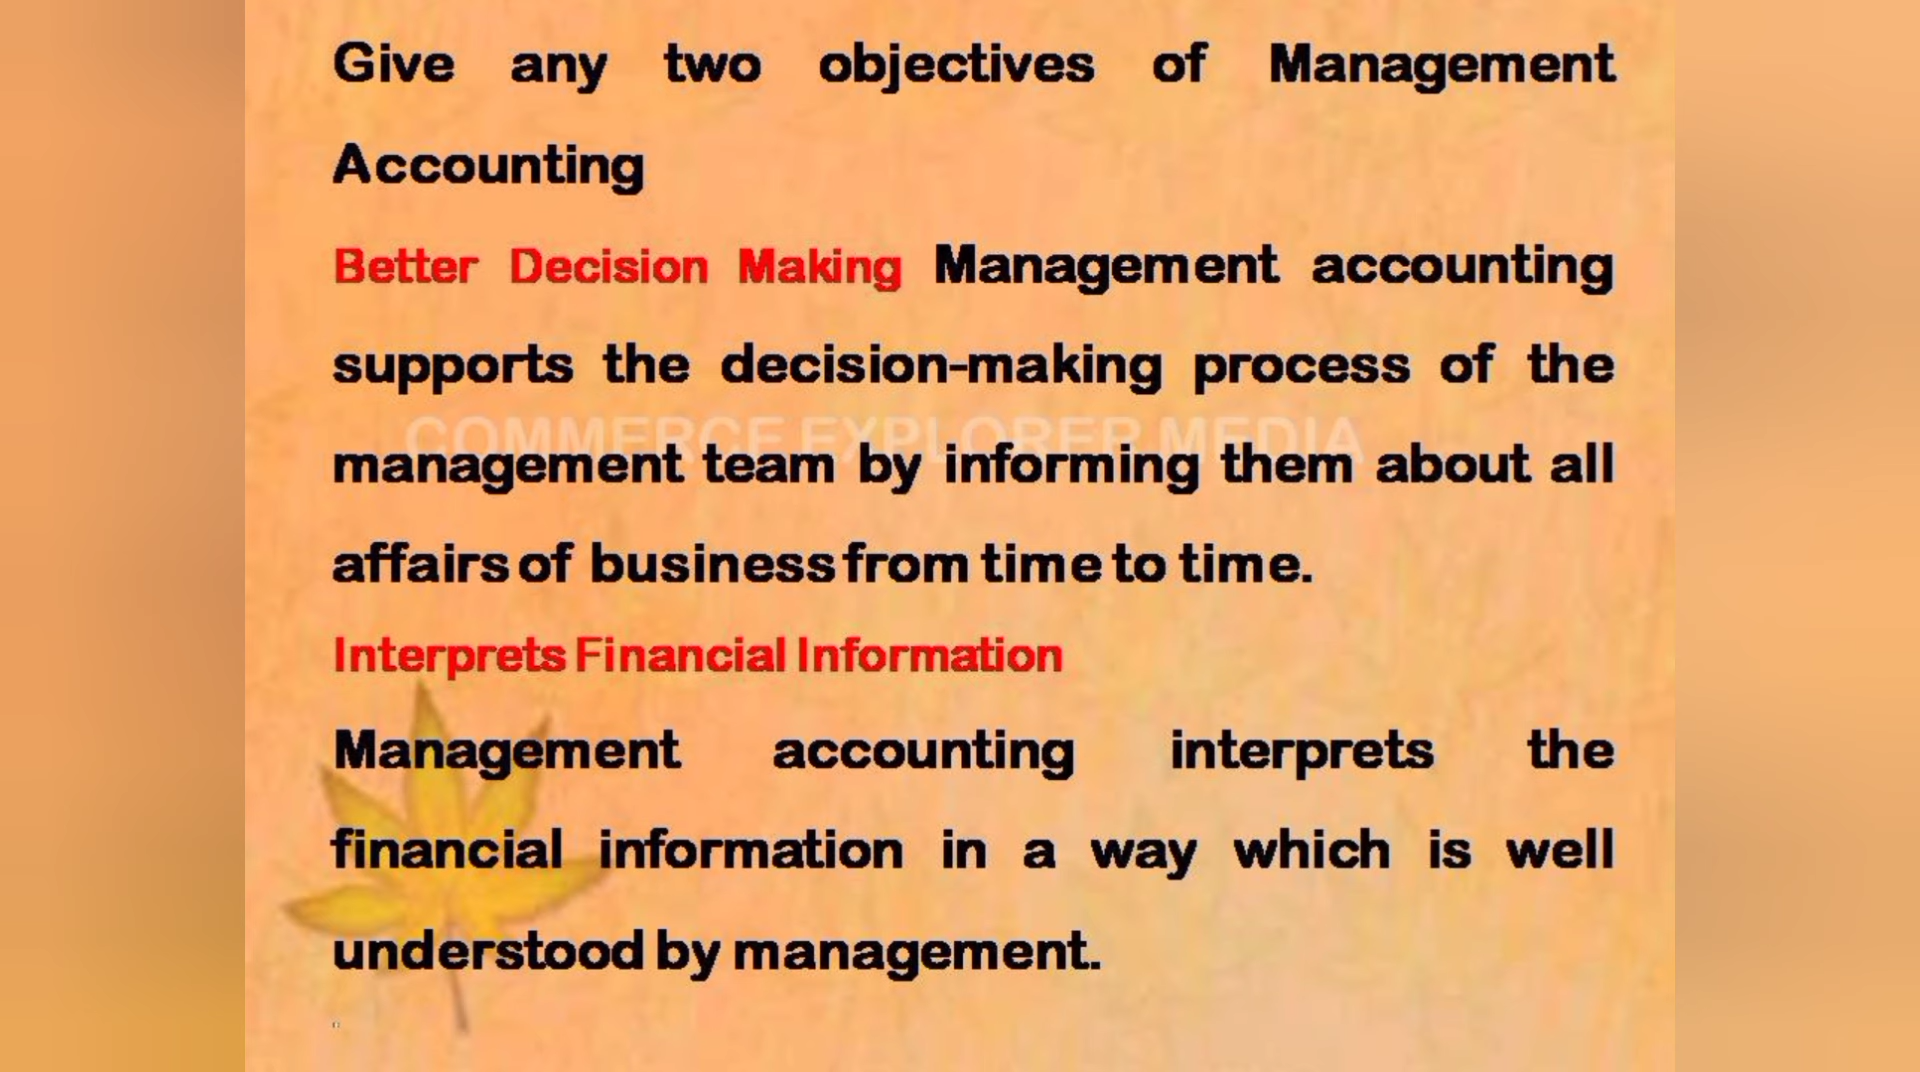 Give any two objectives of Management
Accounting
Better Decision Making Management accounting
supports the decision-making process of the
COMMERCE EXPLORER MEDIA
management team by informing them about all
affairs of business from time to time.
Interprets Financial Information
Management accounting interprets the
financial information in a way which is well
understood by management.